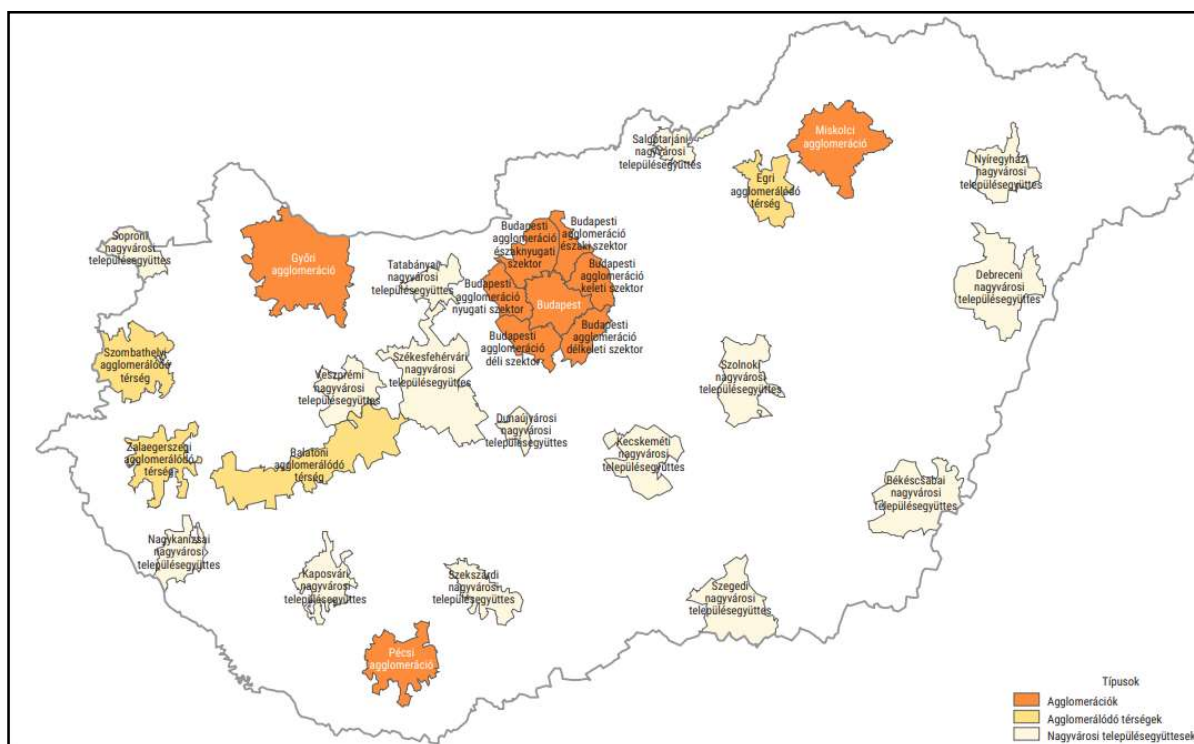 Salgótarjáni
nagyvárosi
településegyüttes
Miskolci
agglomeráció
Egri
agglomerálódó
térség
Nyíregyházi
nagyvárosi
településegyüttes
Soproni
nagyvárosi
településegyüttes
Győri
agglomeráció
Tatabányai
nagyvárosi
településegyüttes
Budapesti
agglomeráció
északnyugati
szektor
Budapesti
agglomeráció
északi szektor
Budapesti
agglomeráció
nyugati szektor
Budapest
Budapesti
agglomeráció
keleti szektor
Budapesti
agglomeráció
déli szektor
Budapesti
agglomeráció
délkeleti szektor
Debreceni
nagyvárosi
településegyüttes
Szombathelyi
agglomerálódó
térség
Veszprémi
nagyvárosi
településegyüttes
Székesfehérvári
nagyvárosi
településegyüttes
Szolnoki
nagyvárosi
településegyüttes
Dunaújvárosi
nagyvárosi
településegyüttes
Kecskeméti
nagyvárosi
településegyüttes
Zalaegerszegi
agglomerálódó
térség
Balatoni
agglomerálódó
térség
Békéscsabai
nagyvárosi
településegyüttes
Nagykanizsai
nagyvárosi
településegyüttes
Kaposvári
nagyvárosi
településegyüttes
Szekszárdi
nagyvárosi
településegyüttes
Szegedi
nagyvárosi
településegyüttes
Pécsi
agglomeráció
Típusok
Agglomerációk
Agglomerálódó térségek
Nagyvárosi településegyüttesek